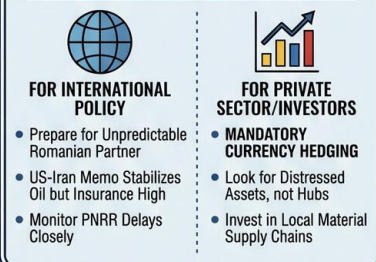 FOR INTERNATIONAL
POLICY
• Prepare for Unpredictable
Romanian Partner
• US-Iran Memo Stabilizes
Oil but Insurance High
• Monitor PNRR Delays
Closely
FOR PRIVATE
SECTOR/INVESTORS
• MANDATORY
CURRENCY HEDGING
• Look for Distressed
Assets, not Hubs
• Invest in Local Material
Supply Chains